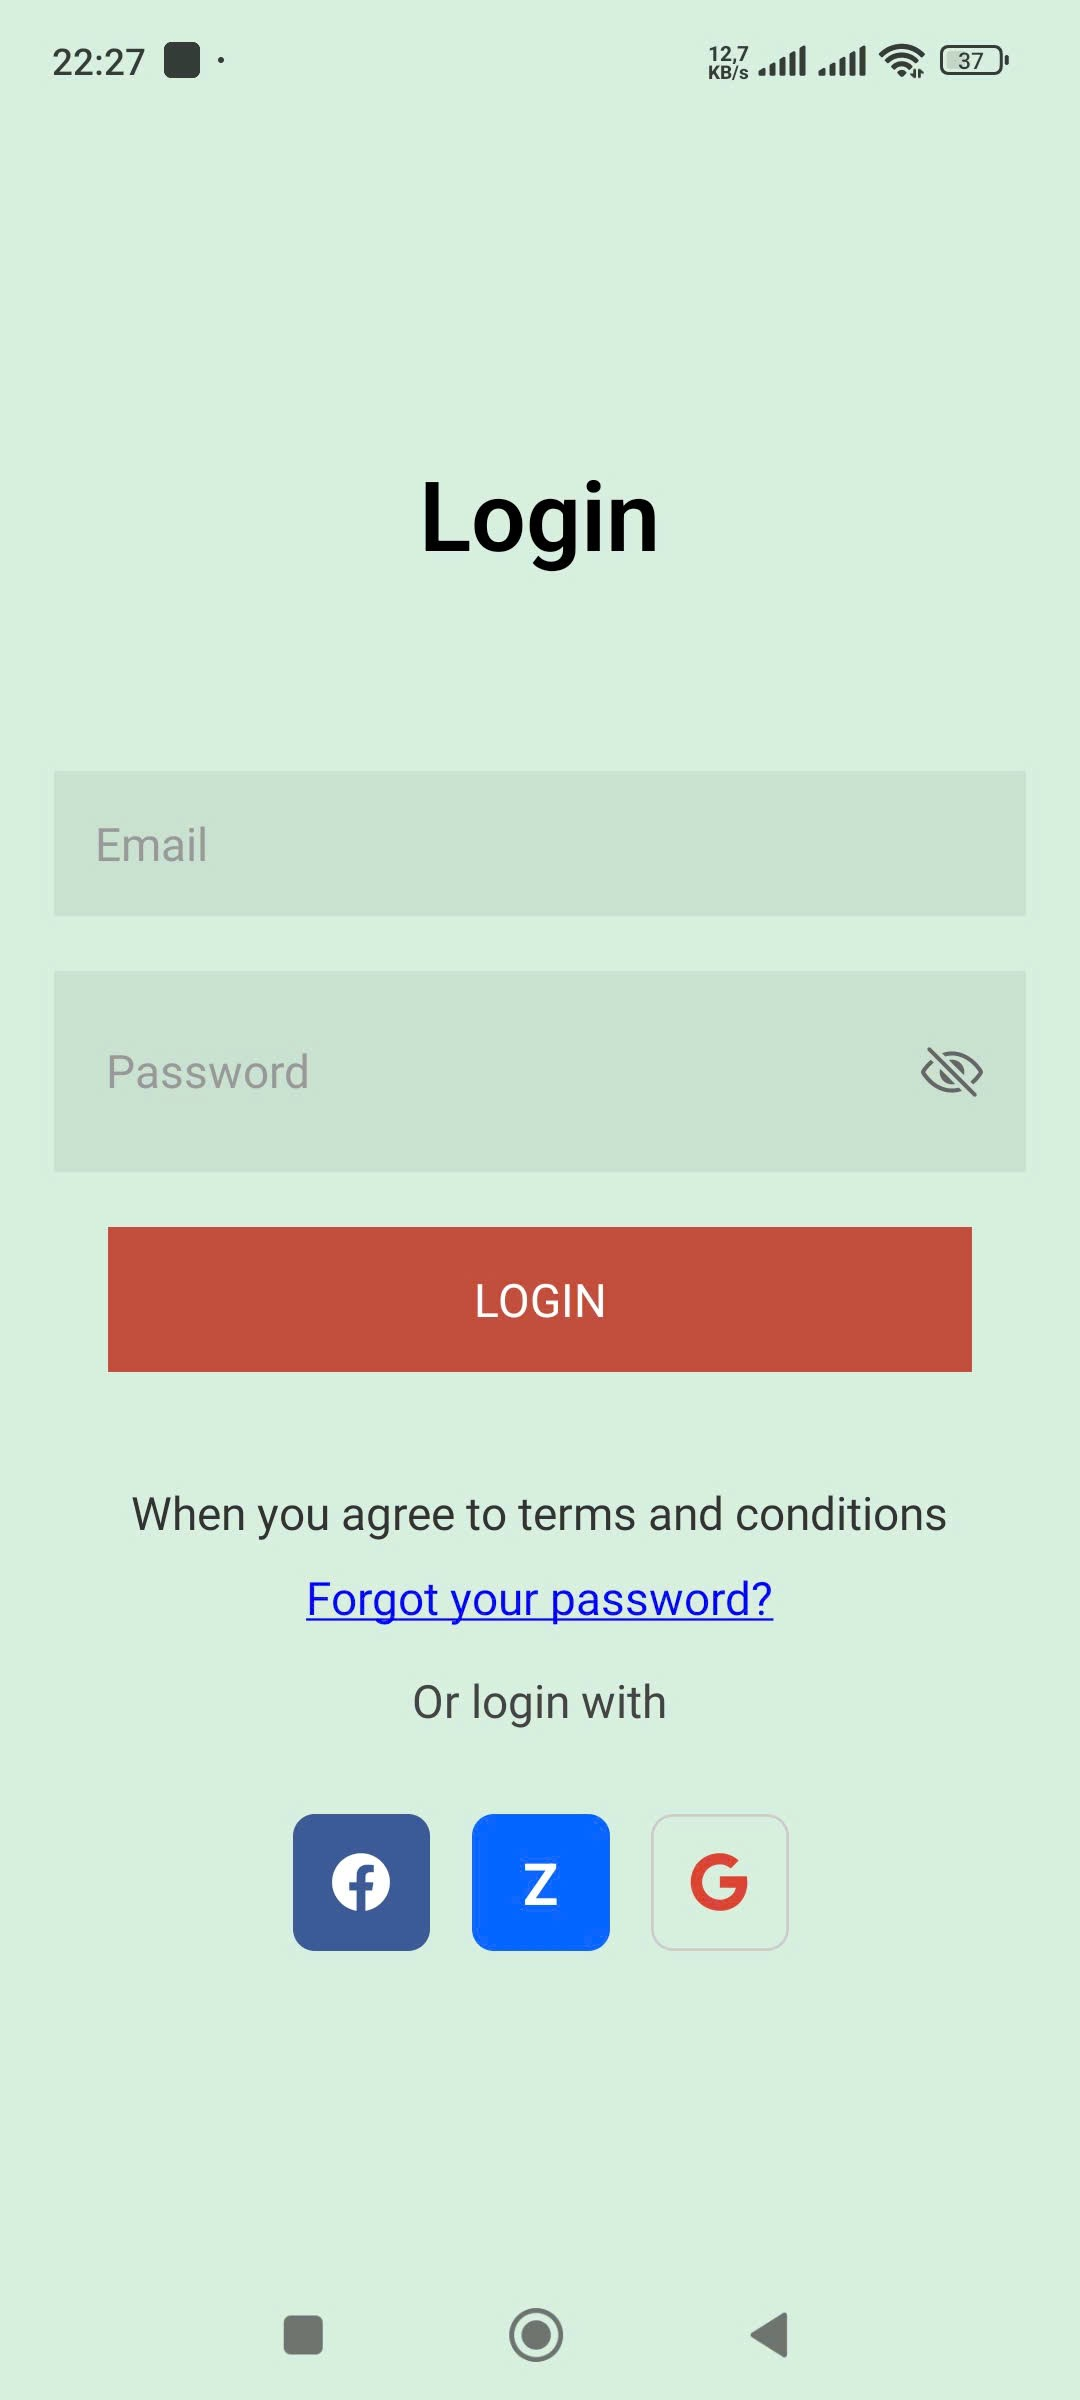 22:27
12,7
KB/s
37
Login
Email
Password
LOGIN
When you agree to terms and conditions
Forgot your password?
Or login with
Z
G